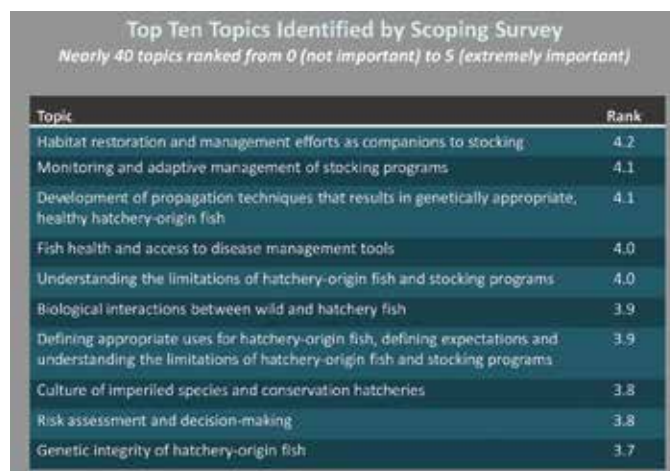 Top Ten Topics Identified by Scoping Survey
Nearly 40 topics ranked from 0 (not important) to 5 (extremely important)
Topic Rank
Habitat restoration and management efforts as companions to stocking 4.2
Monitoring and adaptive management of stocking programs 4.1
Development of propagation techniques that results in genetically appropriate, 4.1
healthy hatchery-origin fish
Fish health and access to disease management tools 4.0
Understanding the limitations of hatchery-origin fish and stocking programs 4.0
Biological interactions between wild and hatchery fish 3.9
Defining appropriate uses for hatchery-origin fish, defining expectations and 3.9
understanding the limitations of hatchery-origin fish and stocking programs
Culture of imperiled species and conservation hatcheries 3.8
Risk assessment and decision-making 3.8
Genetic integrity of hatchery-origin fish 3.7